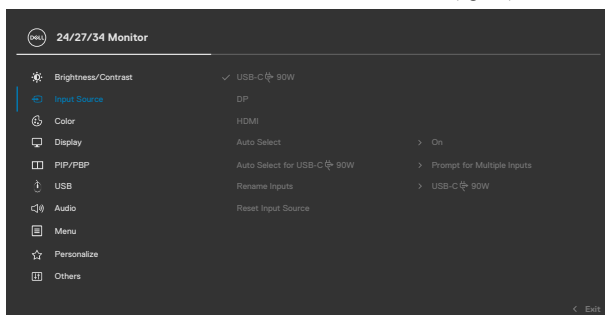 DELL 24/27/34 Monitor
Brightness/Contrast ✓ USB-C 90W
Input Source DP
Color HDMI
Display Auto Select > On
PIP/PBP Auto Select for USB-C 90W > Prompt for Multiple Inputs
USB Rename Inputs > USB-C 90W
Audio Reset Input Source
Menu
Personalize
Others
< Exit